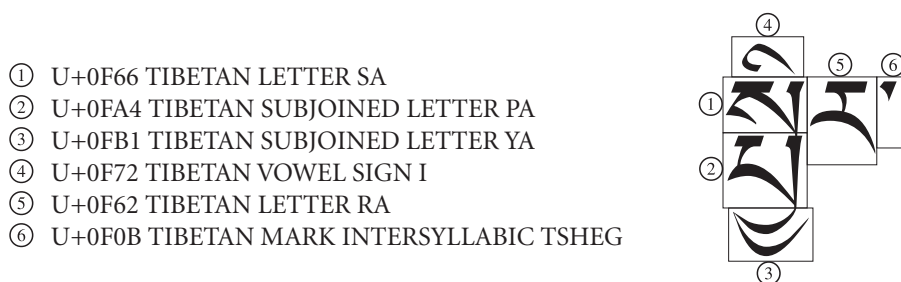 ① U+0F66 TIBETAN LETTER SA
② U+0FA4 TIBETAN SUBJOINED LETTER PA
③ U+0FB1 TIBETAN SUBJOINED LETTER YA
④ U+0F72 TIBETAN VOWEL SIGN I
⑤ U+0F62 TIBETAN LETTER RA
⑥ U+0F0B TIBETAN MARK INTERSYLLABIC TSHEG
④
⑤ ⑥
①
②
③
སྤྱིར་